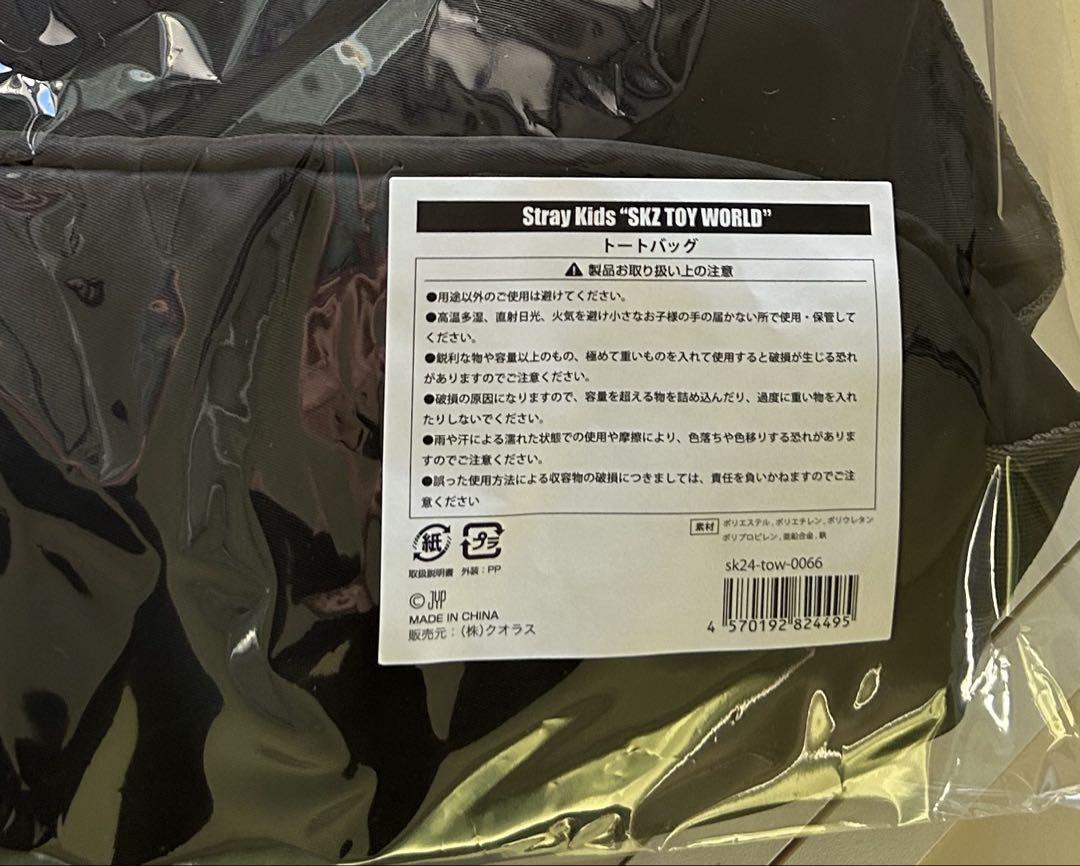 Stray Kids “SKZ TOY WORLD”
トートバッグ
⚠ 製品お取り扱い上の注意
●用途以外のご使用は避けてください。
●高温多湿、直射日光、火気を避け小さなお子様の手の届かない所で使用・保管して
ください。
●鋭利な物や容量以上のもの、極めて重いものを入れて使用すると破損が生じる恐れ
がありますのでご注意ください。
●破損の原因になりますので、容量を超える物を詰め込んだり、過度に重い物を入れ
たりしないでください。
●雨や汗による濡れた状態での使用や摩擦により、色落ちや色移りする恐れがありま
すのでご注意ください。
●誤った使用方法による収容物の破損につきましては、責任を負いかねますのでご注
意ください
素材 ポリエステル,ポリエチレン,ポリウレタン
ポリプロピレン,亜鉛合金,鉄
紙 プラ
取扱説明書 外装：PP
sk24-tow-0066
© JYP
MADE IN CHINA
販売元：(株)クオラス
4 570192 824495